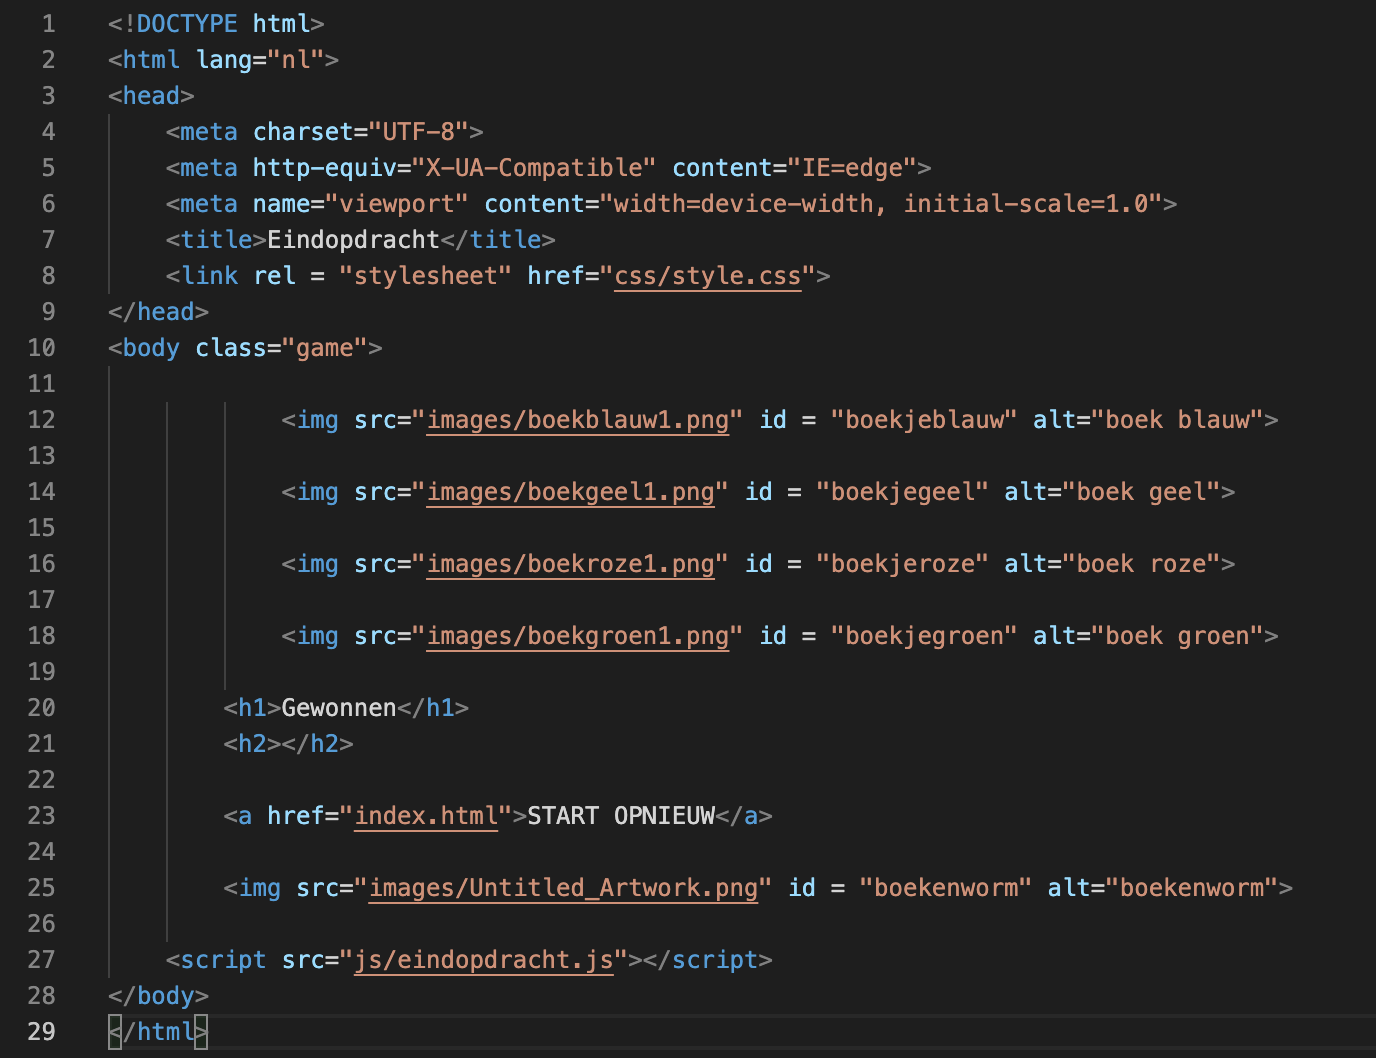 1 <!DOCTYPE html>
2 <html lang="nl">
3 <head>
4     <meta charset="UTF-8">
5     <meta http-equiv="X-UA-Compatible" content="IE=edge">
6     <meta name="viewport" content="width=device-width, initial-scale=1.0">
7     <title>Eindopdracht</title>
8     <link rel = "stylesheet" href="css/style.css">
9 </head>
10 <body class="game">
11
12             <img src="images/boekblauw1.png" id = "boekjeblauw" alt="boek blauw">
13
14             <img src="images/boekgeel1.png" id = "boekjegeel" alt="boek geel">
15
16             <img src="images/boekroze1.png" id = "boekjeroze" alt="boek roze">
17
18             <img src="images/boekgroen1.png" id = "boekjegroen" alt="boek groen">
19
20         <h1>Gewonnen</h1>
21         <h2></h2>
22
23         <a href="index.html">START OPNIEUW</a>
24
25         <img src="images/Untitled_Artwork.png" id = "boekenworm" alt="boekenworm">
26
27     <script src="js/eindopdracht.js"></script>
28 </body>
29 </html>